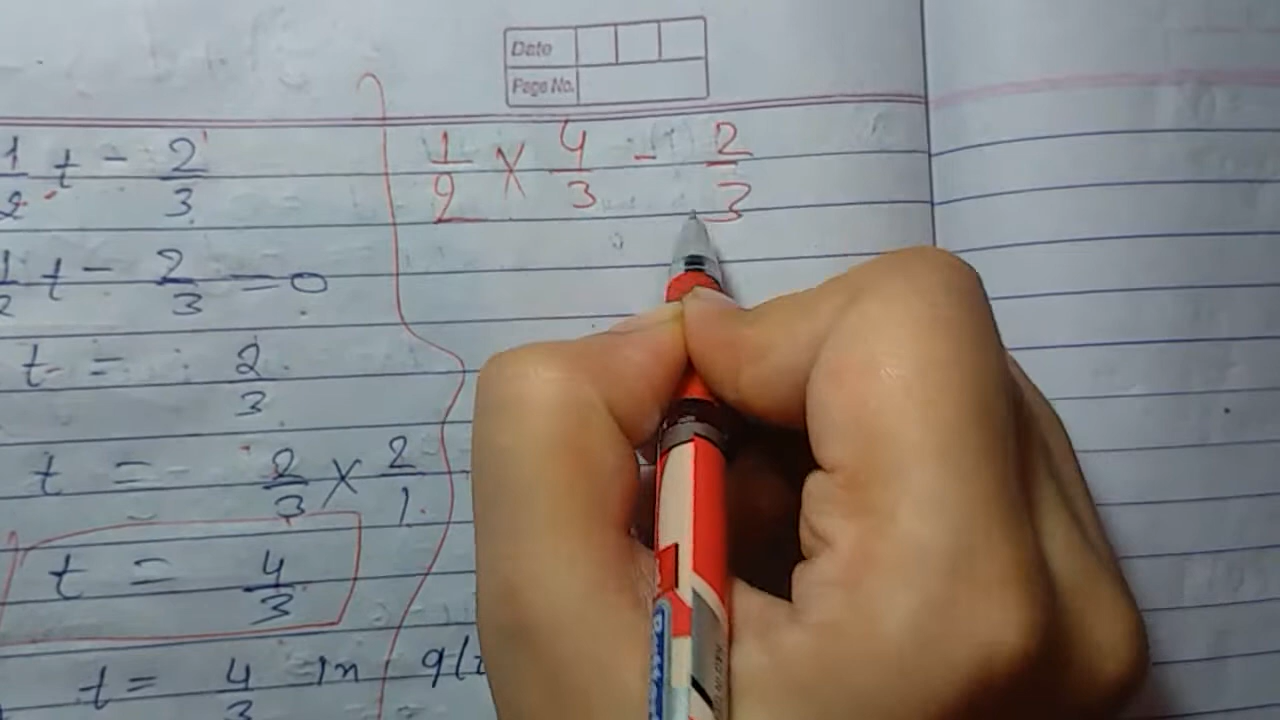 Date
Page No.
1/2 t - 2/3
1/2 t - 2/3 = 0
t = 2/3
t = 2/3 × 2/1
t = 4/3
t = 4/3 in
1/2 × 4/3 - 2/3